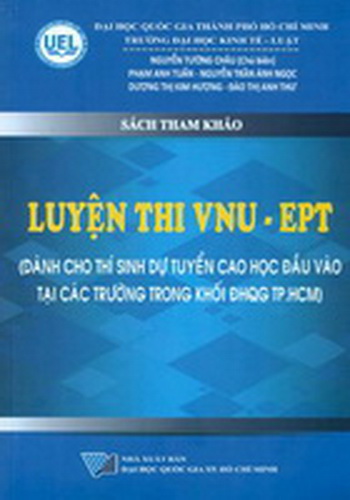 UEL
ĐẠI HỌC QUỐC GIA THÀNH PHỐ HỒ CHÍ MINH
TRƯỜNG ĐẠI HỌC KINH TẾ - LUẬT
NGUYỄN TƯỜNG CHÂU (Chủ Biên)
PHẠM ANH TUẤN - NGUYỄN TRẦN ÁNH NGỌC
DƯƠNG THỊ KIM HƯƠNG - ĐÀO THỊ ANH THƯ
SÁCH THAM KHẢO
LUYỆN THI VNU - EPT
(DÀNH CHO THÍ SINH DỰ TUYỂN CAO HỌC ĐẦU VÀO
TẠI CÁC TRƯỜNG TRONG KHỐI ĐHQG TP.HCM)
NHÀ XUẤT BẢN
ĐẠI HỌC QUỐC GIA TP. HỒ CHÍ MINH